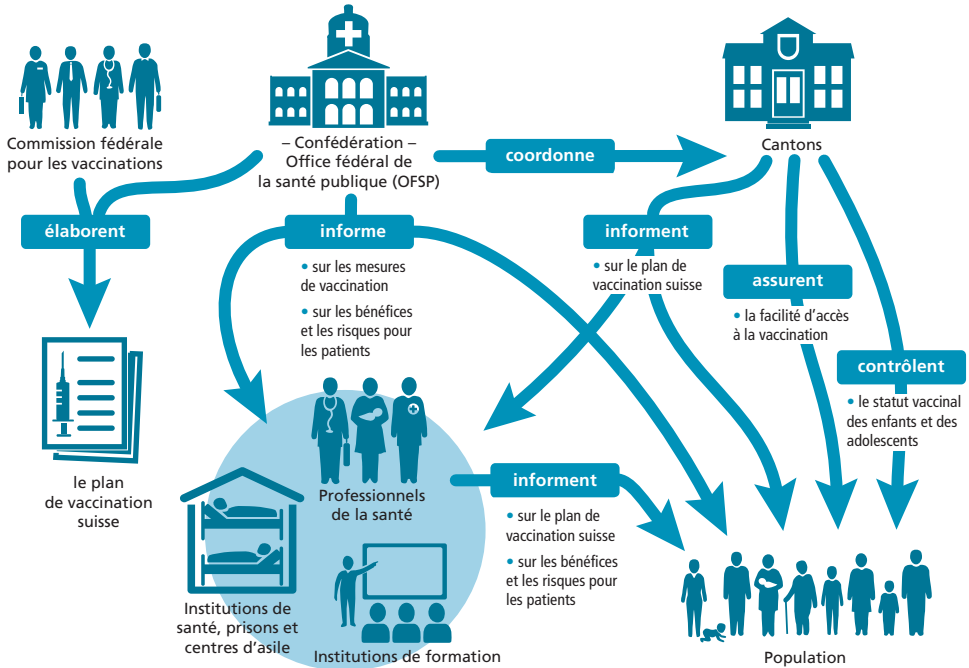 Commission fédérale
pour les vaccinations
– Confédération –
Office fédéral de
la santé publique (OFSP)
coordonne
Cantons
élaborent
informe
• sur les mesures
de vaccination
• sur les bénéfices
et les risques pour
les patients
informent
• sur le plan de
vaccination suisse
assurent
• la facilité d'accès
à la vaccination
contrôlent
• le statut vaccinal
des enfants et des
adolescents
le plan
de vaccination
suisse
Professionnels
de la santé
Institutions de
santé, prisons et
centres d'asile
Institutions de formation
informent
• sur le plan de
vaccination suisse
• sur les bénéfices
et les risques pour
les patients
Population